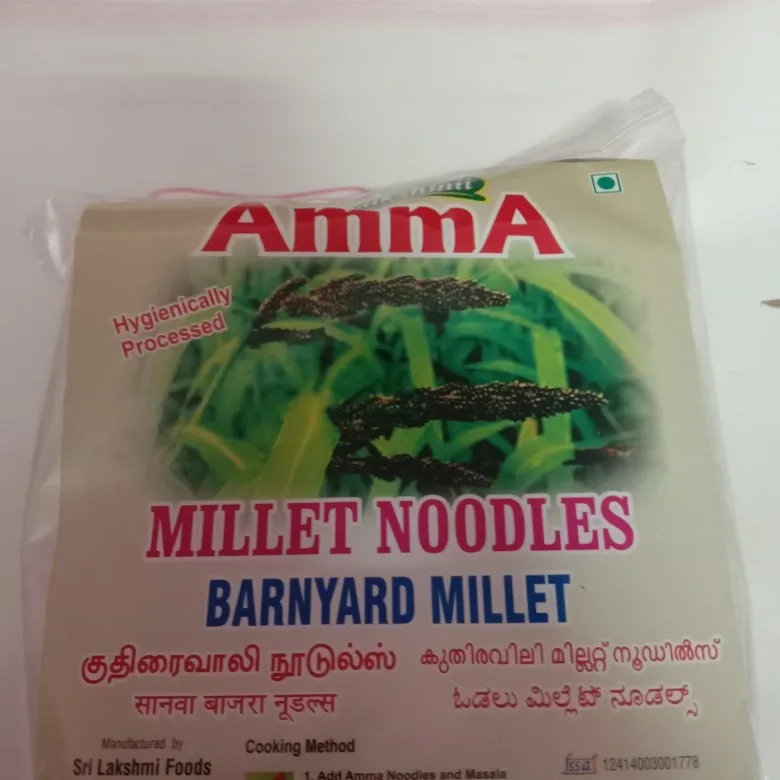 AmmA
Hygienically
Processed
MILLET NOODLES
BARNYARD MILLET
குதிரைவாலி நூடுல்ஸ்
കുതിരവിലി മില്ലറ്റ് നൂഡിൽസ്
सानवा बाजरा नूडल्स
ಓಡಲು ಮಿಲ್ಲೆಟ್ ನೂಡಲ್ಸ್
Manufactured by
Sri Lakshmi Foods
Cooking Method
1. Add Amma Noodles and Masala
fssai 12414003001778